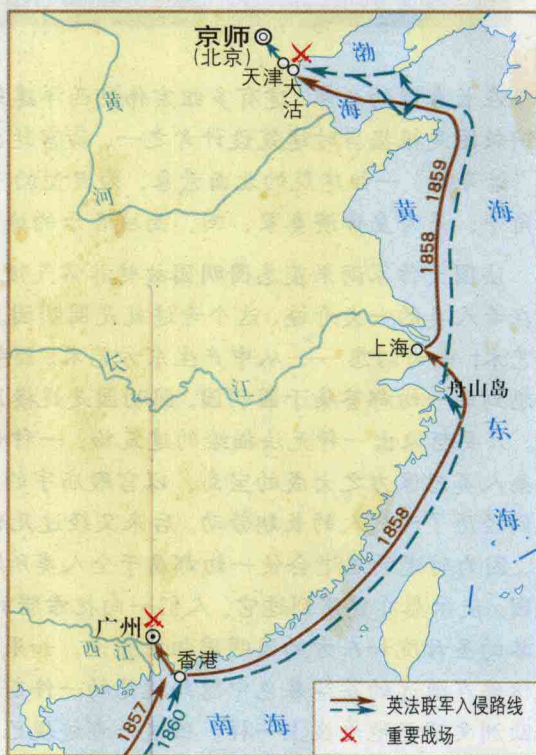 京师
(北京)
天津
大沽
渤
海
黄
河
黄 海
1859
1858
上海
长
江
舟山岛
东
海
1858
广州
西江
香港
1857
1860
南 海
英法联军入侵路线
重要战场